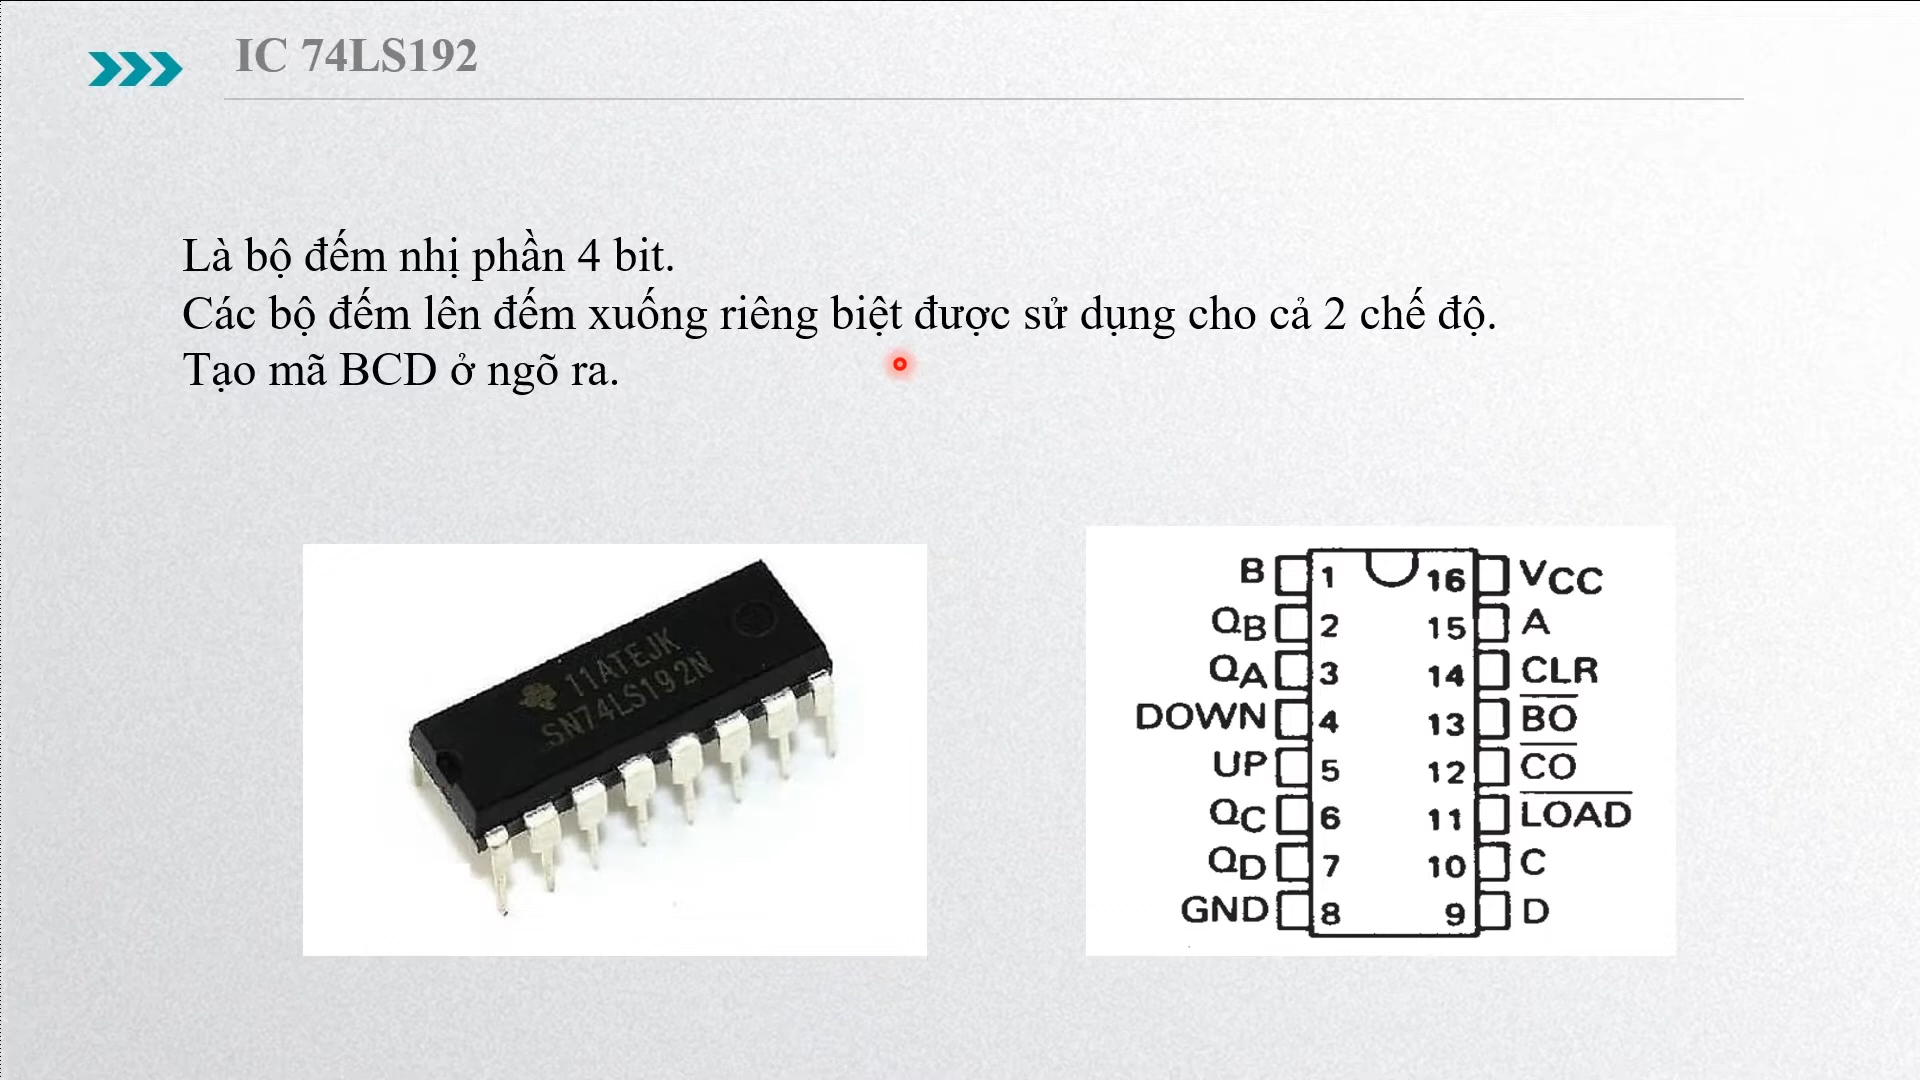 IC 74LS192
Là bộ đếm nhị phần 4 bit.
Các bộ đếm lên đếm xuống riêng biệt được sử dụng cho cả 2 chế độ.
Tạo mã BCD ở ngõ ra.
11ATEJK
SN74LS192N
B 1 16 VCC
QB 2 15 A
QA 3 14 CLR
DOWN 4 13 B̅O̅
UP 5 12 C̅O̅
QC 6 11 L̅O̅A̅D̅
QD 7 10 C
GND 8 9 D